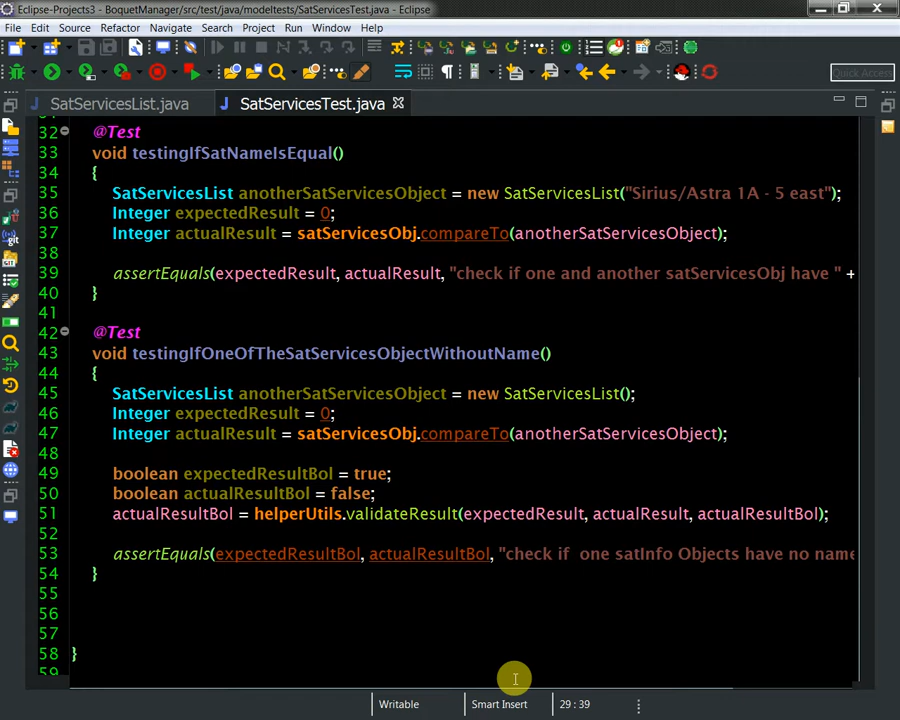 Eclipse-Projects3 - BoquetManager/src/test/java/modeltests/SatServicesTest.java - Eclipse
File Edit Source Refactor Navigate Search Project Run Window Help
Quick Access
SatServicesList.java SatServicesTest.java
32 @Test
33 void testingIfSatNameIsEqual()
34 {
35 SatServicesList anotherSatServicesObject = new SatServicesList("Sirius/Astra 1A - 5 east");
36 Integer expectedResult = 0;
37 Integer actualResult = satServicesObj.compareTo(anotherSatServicesObject);
38
39 assertEquals(expectedResult, actualResult, "check if one and another satServicesObj have " +
40 }
41
42 @Test
43 void testingIfOneOfTheSatServicesObjectWithoutName()
44 {
45 SatServicesList anotherSatServicesObject = new SatServicesList();
46 Integer expectedResult = 0;
47 Integer actualResult = satServicesObj.compareTo(anotherSatServicesObject);
48
49 boolean expectedResultBol = true;
50 boolean actualResultBol = false;
51 actualResultBol = helperUtils.validateResult(expectedResult, actualResult, actualResultBol);
52
53 assertEquals(expectedResultBol, actualResultBol, "check if  one satInfo Objects have no name
54 }
55
56
57
58 }
59
Writable Smart Insert 29 : 39